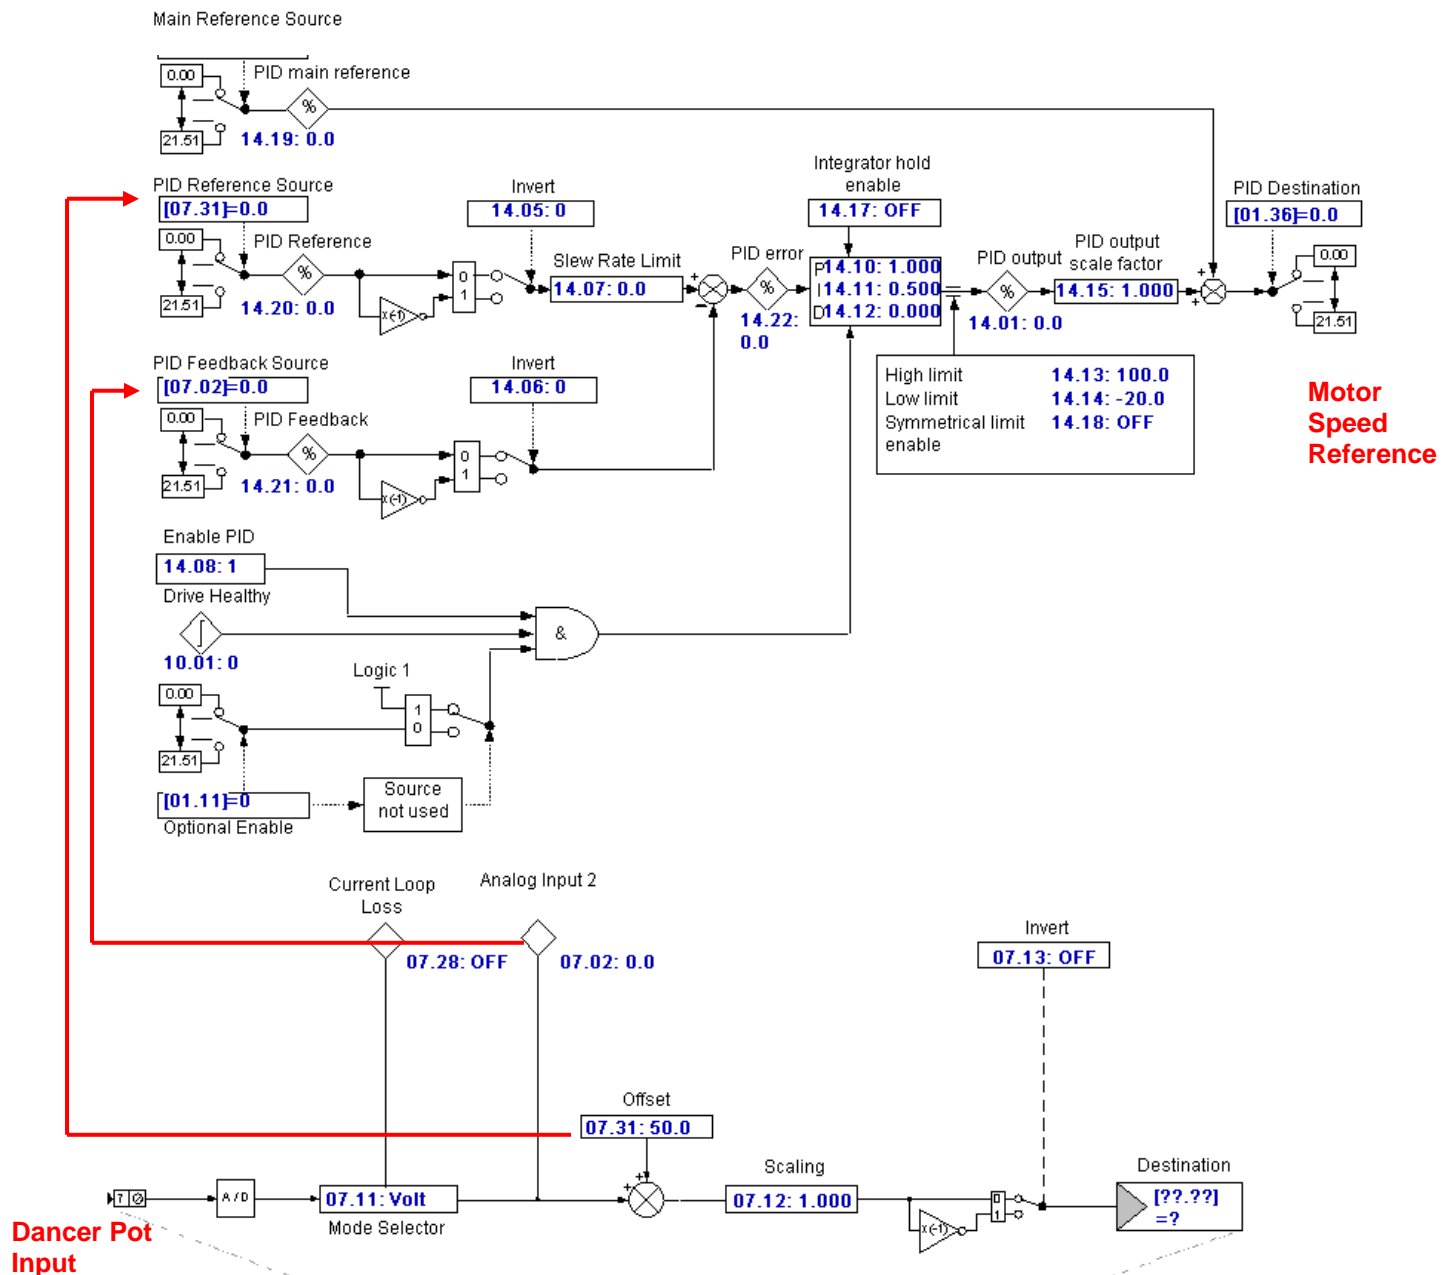 Main Reference Source
0.00
PID main reference
%
21.51
14.19: 0.0
PID Reference Source
[07.31]=0.0
0.00
PID Reference
%
21.51
14.20: 0.0
x(-1)
0
1
Invert
14.05: 0
Slew Rate Limit
14.07: 0.0
+
-
PID error
%
14.22:
0.0
Integrator hold
enable
14.17: OFF
P 14.10: 1.000
I 14.11: 0.500
D 14.12: 0.000
PID output
%
14.01: 0.0
PID output
scale factor
14.15: 1.000
+
+
PID Destination
[01.36]=0.0
0.00
21.51
PID Feedback Source
[07.02]=0.0
0.00
PID Feedback
%
21.51
14.21: 0.0
x(-1)
0
1
Invert
14.06: 0
High limit 14.13: 100.0
Low limit 14.14: -20.0
Symmetrical limit 14.18: OFF
enable
Motor
Speed
Reference
Enable PID
14.08: 1
Drive Healthy
10.01: 0
&
Logic 1
0.00
1
0
21.51
[01.11]=0
Optional Enable
Source
not used
Current Loop
Loss
07.28: OFF
Analog Input 2
07.02: 0.0
Invert
07.13: OFF
Offset
07.31: 50.0
+
+
7
A / D
07.11: Volt
Mode Selector
Scaling
07.12: 1.000
x(-1)
0
1
Destination
[??.??]
=?
Dancer Pot
Input